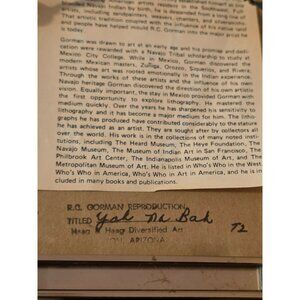 is today.
Gorman was drawn to art at an early age and his promise and dedi-
cation were rewarded with a Navajo Tribal scholarship to study at
Mexico City College. While in Mexico, Gorman discovered the
modern Mexican masters, Zuñiga, Orozco, Siqueros, and Rivera,
artists whose art was rooted emotionally in the Indian experience.
Through the works of these artists and the influence of his own
Navajo heritage Gorman discovered the direction of his own artistic
vision. Equally important, the stay in Mexico provided Gorman with
the first opportunity to explore lithography. He mastered the
medium quickly. Over the years he has sharpened his sensitivity to
lithography and it has become a major medium for him. The litho-
graphs he has produced have contributed considerably to the stature
he has achieved as an artist. They are sought after by collectors all
over the world. His work is in the collections of many noted insti-
tutions, including The Heard Museum, The Heye Foundation, The
Navajo Museum, The Museum of Indian Art in San Francisco, The
Philbrook Art Center, The Indianapolis Museum of Art, and The
Metropolitan Museum of Art. He is listed in Who's Who in the West,
Who's Who in America, Who's Who in Art in America, and he is in-
cluded in many books and publications.
R.C. GORMAN REPRODUCTION
TITLED Yah Na Bah 72
Haag Diversified Art
ARIZONA